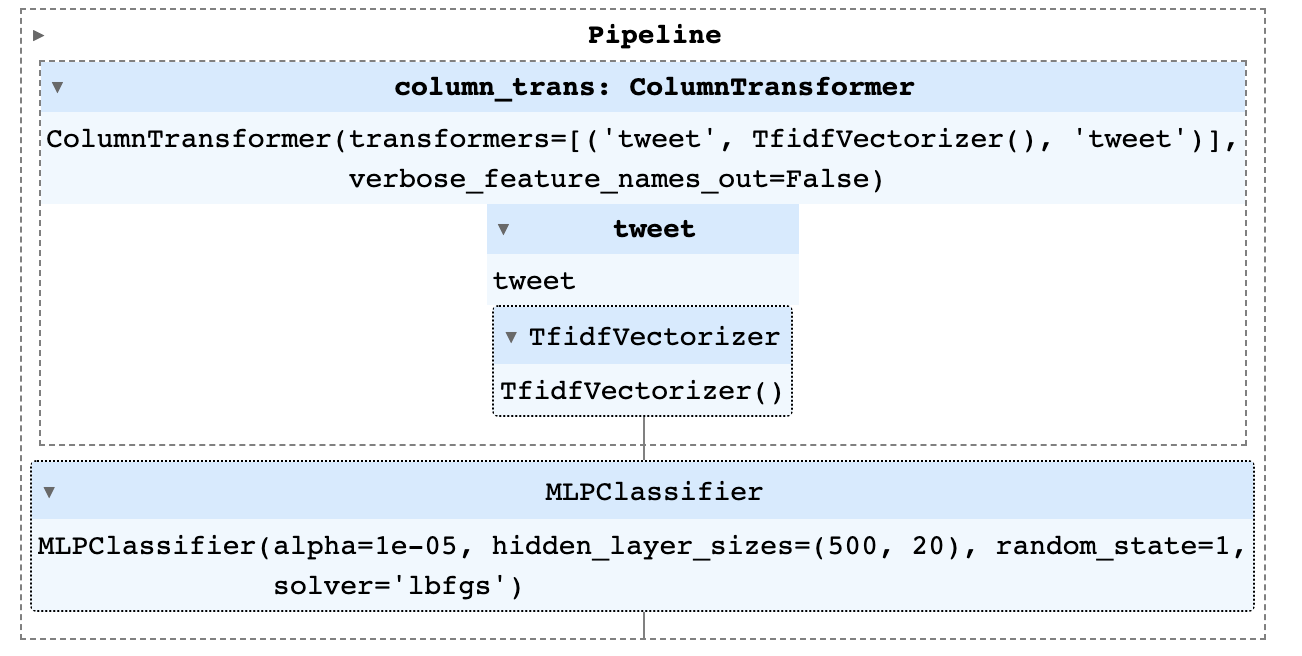 Pipeline
column_trans: ColumnTransformer
ColumnTransformer(transformers=[('tweet', TfidfVectorizer(), 'tweet')],
verbose_feature_names_out=False)
tweet
tweet
TfidfVectorizer
TfidfVectorizer()
MLPClassifier
MLPClassifier(alpha=1e-05, hidden_layer_sizes=(500, 20), random_state=1,
solver='lbfgs')